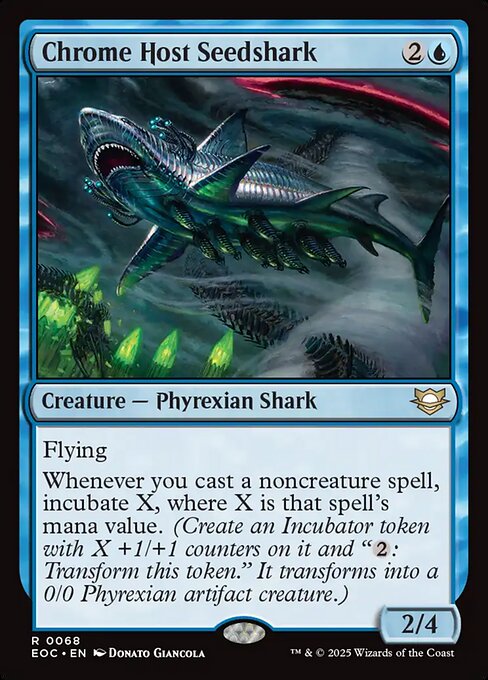 Chrome Host Seedshark 2
Creature — Phyrexian Shark
Flying
Whenever you cast a noncreature spell,
incubate X, where X is that spell's
mana value. (Create an Incubator token
with X +1/+1 counters on it and “2:
Transform this token.” It transforms into a
0/0 Phyrexian artifact creature.)
2/4
R 0068
EOC • EN Donato Giancola
™ & © 2025 Wizards of the Coast